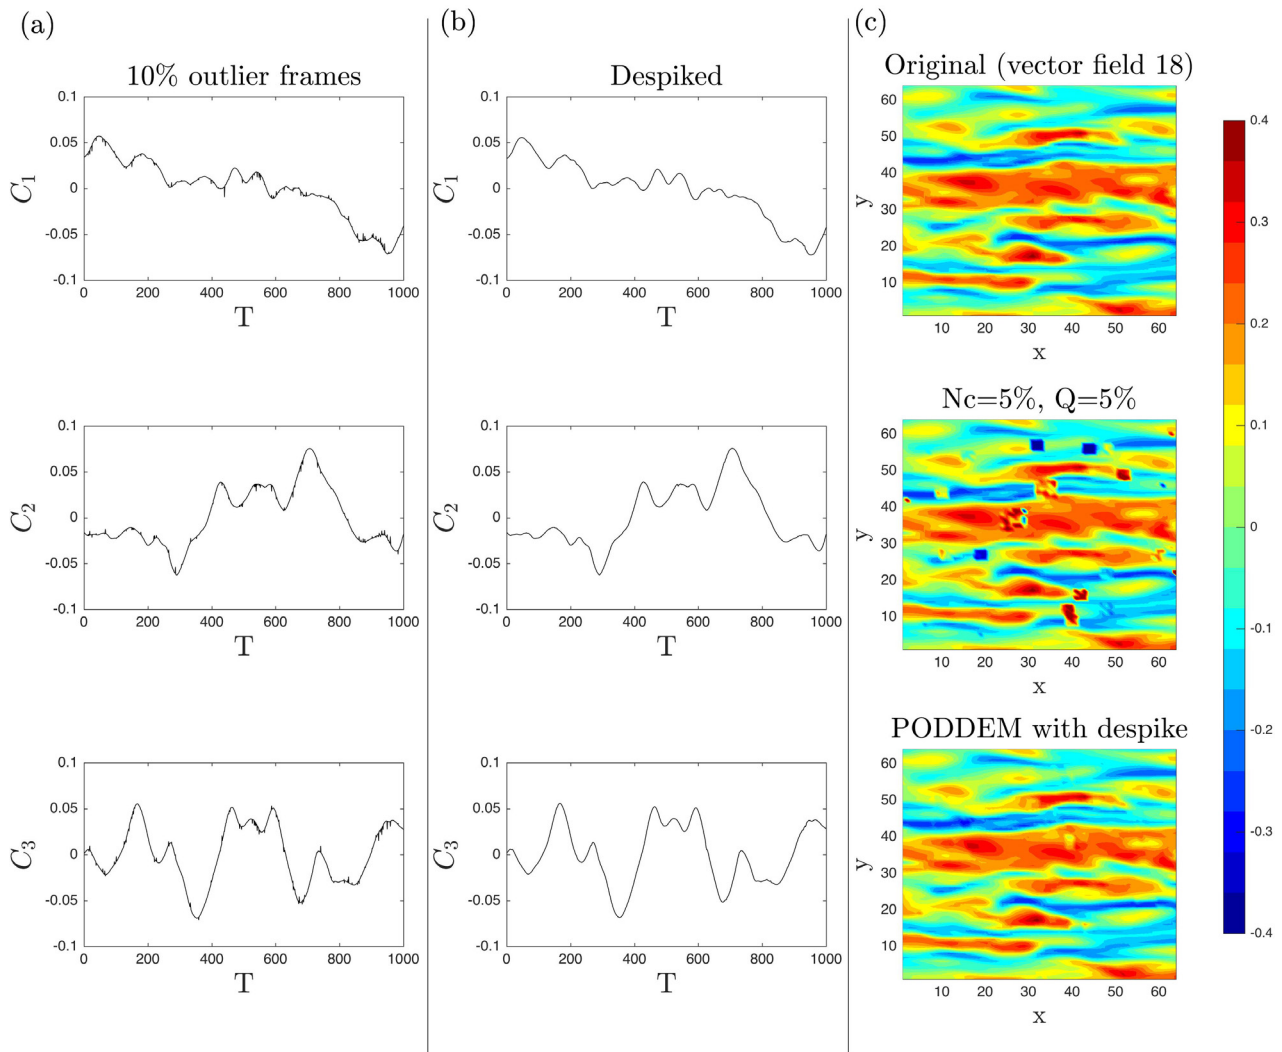 (a)
10% outlier frames
0.1
0.05
0
-0.05
-0.1
C1
0 200 400 600 800 1000
T
0.1
0.05
0
-0.05
-0.1
C2
0 200 400 600 800 1000
T
0.1
0.05
0
-0.05
-0.1
C3
0 200 400 600 800 1000
T
(b)
Despiked
0.1
0.05
0
-0.05
-0.1
C1
0 200 400 600 800 1000
T
0.1
0.05
0
-0.05
-0.1
C2
0 200 400 600 800 1000
T
0.1
0.05
0
-0.05
-0.1
C3
0 200 400 600 800 1000
T
(c)
Original (vector field 18)
60
50
40
30
20
10
y
10 20 30 40 50 60
x
Nc=5%, Q=5%
60
50
40
30
20
10
y
10 20 30 40 50 60
x
PODDEM with despike
60
50
40
30
20
10
y
10 20 30 40 50 60
x
0.4
0.3
0.2
0.1
0
-0.1
-0.2
-0.3
-0.4